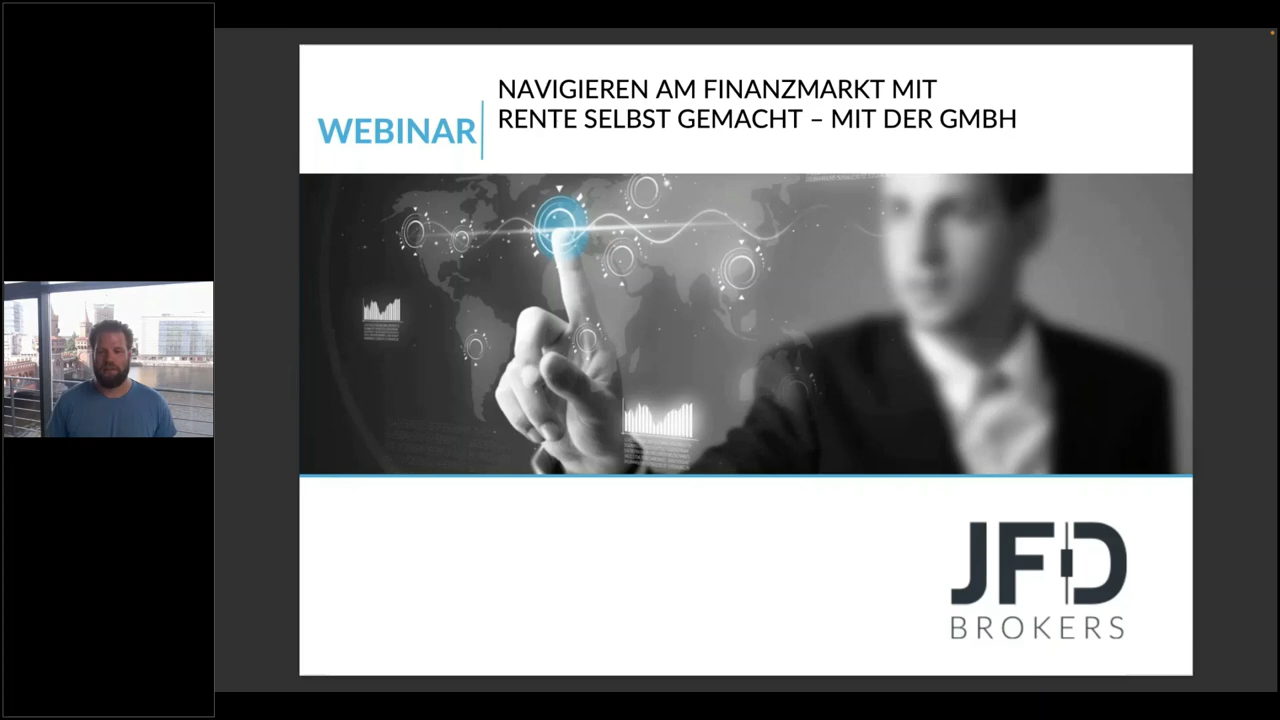 WEBINAR
NAVIGIEREN AM FINANZMARKT MIT
RENTE SELBST GEMACHT – MIT DER GMBH
JFD
BROKERS